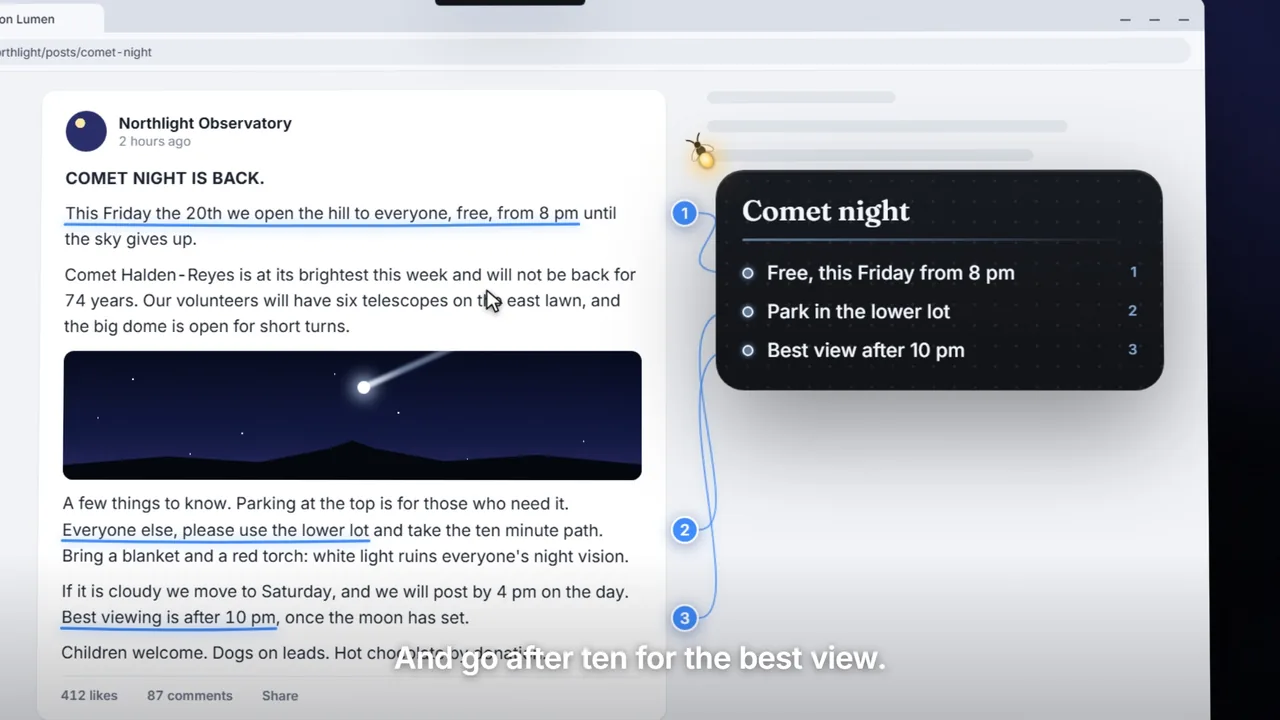 on Lumen
rthlight/posts/comet-night
Northlight Observatory
2 hours ago
COMET NIGHT IS BACK.
This Friday the 20th we open the hill to everyone, free, from 8 pm until
the sky gives up.
Comet Halden-Reyes is at its brightest this week and will not be back for
74 years. Our volunteers will have six telescopes on the east lawn, and
the big dome is open for short turns.
A few things to know. Parking at the top is for those who need it.
Everyone else, please use the lower lot and take the ten minute path.
Bring a blanket and a red torch: white light ruins everyone's night vision.
If it is cloudy we move to Saturday, and we will post by 4 pm on the day.
Best viewing is after 10 pm, once the moon has set.
Children welcome. Dogs on leads. Hot chocolate by donation.
412 likes 87 comments Share
1
2
3
Comet night
Free, this Friday from 8 pm 1
Park in the lower lot 2
Best view after 10 pm 3
And go after ten for the best view.